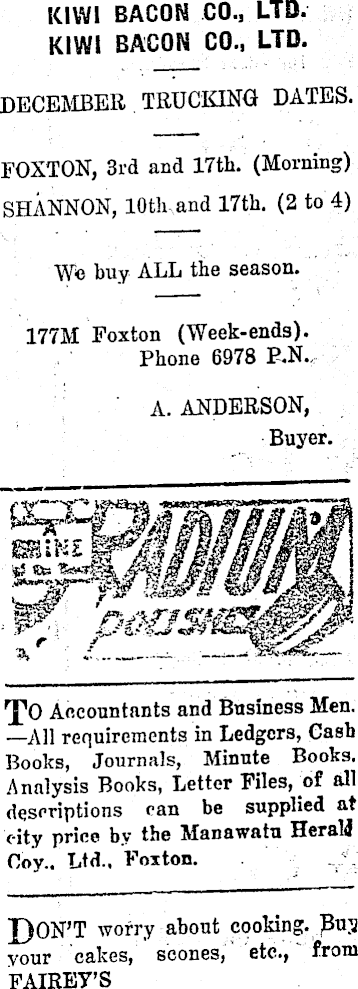 KIWI BACON CO., LTD.
KIWI BACON CO., LTD.
DECEMBER TRUCKING DATES.
FOXTON, 3rd and 17th. (Morning)
SHANNON, 10th and 17th. (2 to 4)
We buy ALL the season.
177M Foxton (Week-ends).
Phone 6978 P.N.
A. ANDERSON,
Buyer.
A
SHINE
RADIUM
POLISHES
TO Accountants and Business Men.
—All requirements in Ledgers, Cash
Books, Journals, Minute Books,
Analysis Books, Letter Files, of all
descriptions can be supplied at
city price by the Manawatu Herald
Coy., Ltd., Foxton.
DON'T worry about cooking. Buy
your cakes, scones, etc., from
FAIREY'S